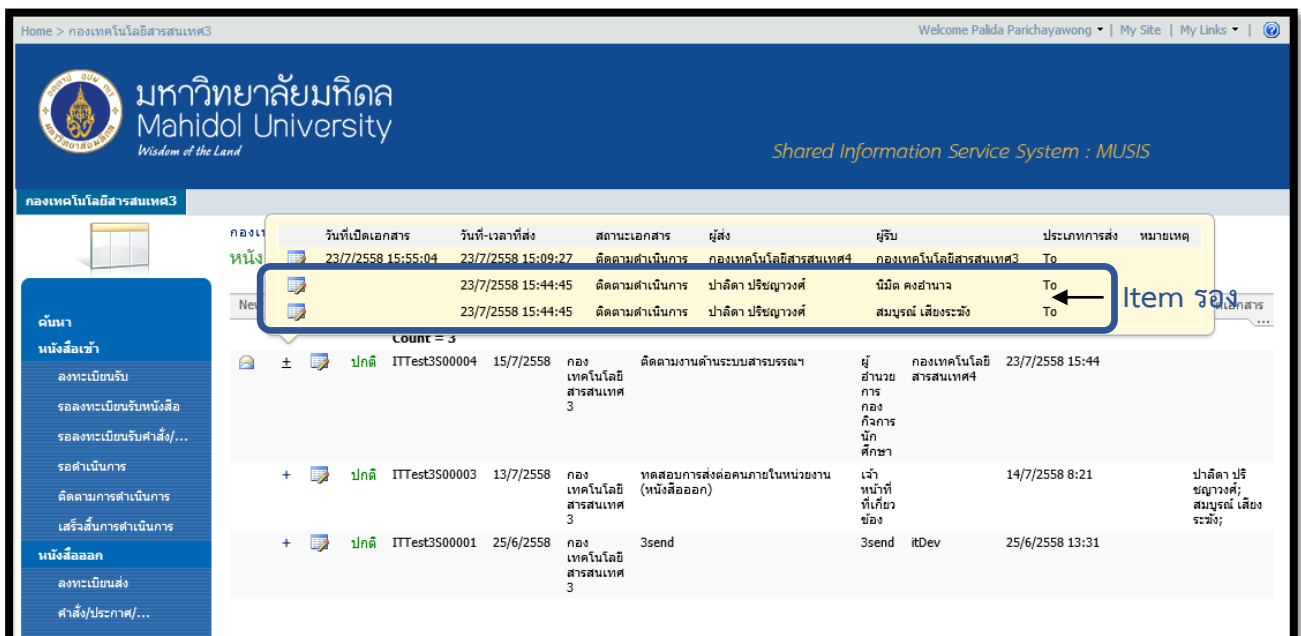 Home > กองเทคโนโลยีสารสนเทศ3
Welcome Palida Parichayawong | My Site | My Links |
มหาวิทยาลัยมหิดล
Mahidol University
Wisdom of the Land
Shared Information Service System : MUSIS
กองเทคโนโลยีสารสนเทศ3
วันที่เปิดเอกสาร วันที่-เวลาที่ส่ง สถานะเอกสาร ผู้ส่ง ผู้รับ ประเภทการส่ง หมายเหตุ
23/7/2558 15:55:04 23/7/2558 15:09:27 ติดตามดำเนินการ กองเทคโนโลยีสารสนเทศ4 กองเทคโนโลยีสารสนเทศ3 To
23/7/2558 15:44:45 ติดตามดำเนินการ ปาลิดา ปริชญาวงศ์ นิมิต คงอำนาจ To
23/7/2558 15:44:45 ติดตามดำเนินการ ปาลิดา ปริชญาวงศ์ สมบูรณ์ เสียงระฆัง To
Item รอง
Count = 3
ค้นหา
หนังสือเข้า
ลงทะเบียนรับ
รอลงทะเบียนรับหนังสือ
รอลงทะเบียนรับคำสั่ง/...
รอดำเนินการ
ติดตามการดำเนินการ
เสร็จสิ้นการดำเนินการ
หนังสือออก
ลงทะเบียนส่ง
คำสั่ง/ประกาศ/...
± ปกติ ITTest3S00004 15/7/2558 กอง ติดตามงานด้านระบบสารบรรณฯ ผู้ กองเทคโนโลยี 23/7/2558 15:44
เทคโนโลยี อำนวย สารสนเทศ4
สารสนเทศ การ
3 กอง
กิจการ
นัก
ศึกษา
+ ปกติ ITTest3S00003 13/7/2558 กอง ทดสอบการส่งต่อคนภายในหน่วยงาน เจ้า 14/7/2558 8:21 ปาลิดา ปริ
เทคโนโลยี (หนังสือออก) หน้าที่ ชญาวงศ์;
สารสนเทศ ที่เกี่ยว สมบูรณ์ เสียง
3 ข้อง ระฆัง;
+ ปกติ ITTest3S00001 25/6/2558 กอง 3send 3send itDev 25/6/2558 13:31
เทคโนโลยี
สารสนเทศ
3